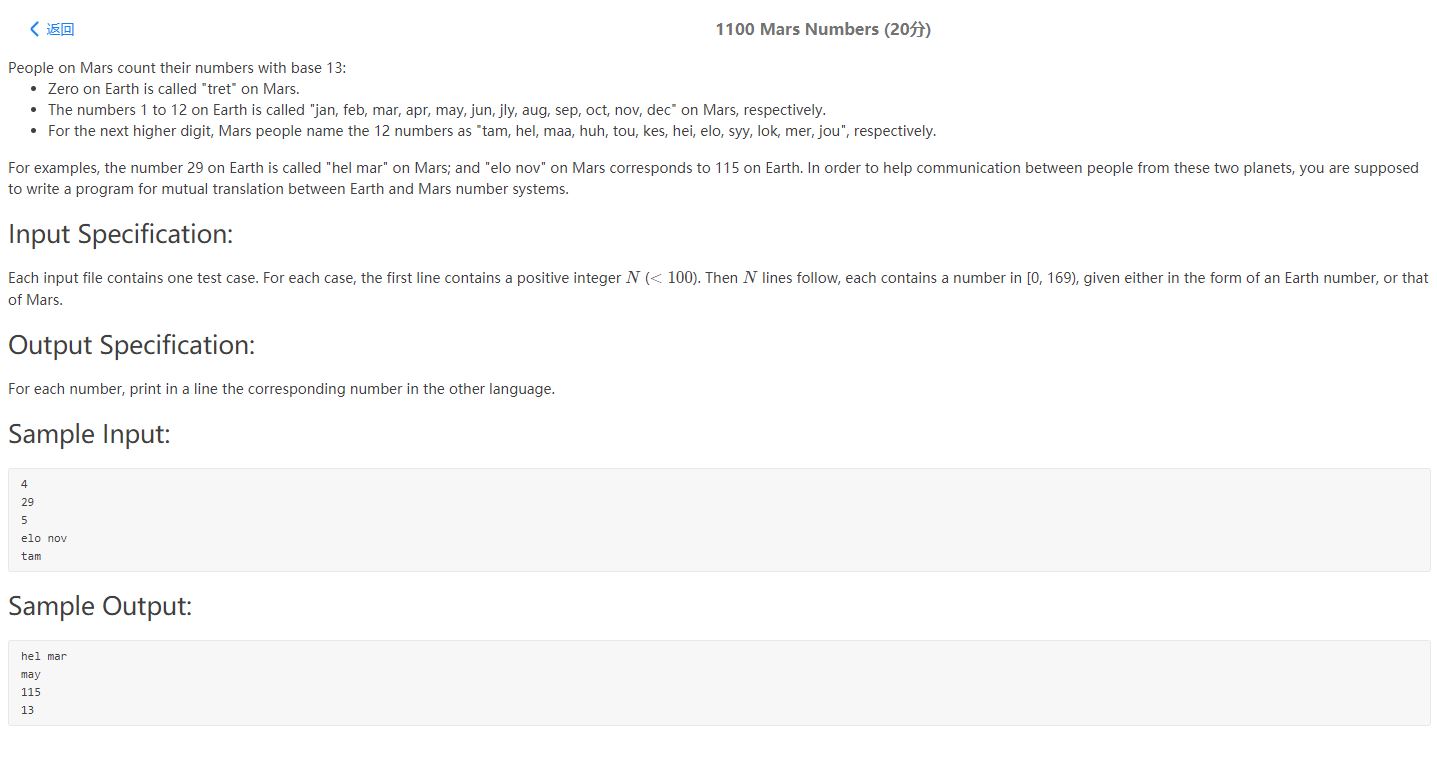 返回
1100 Mars Numbers (20分)
People on Mars count their numbers with base 13:
• Zero on Earth is called "tret" on Mars.
• The numbers 1 to 12 on Earth is called "jan, feb, mar, apr, may, jun, jly, aug, sep, oct, nov, dec" on Mars, respectively.
• For the next higher digit, Mars people name the 12 numbers as "tam, hel, maa, huh, tou, kes, hei, elo, syy, lok, mer, jou", respectively.
For examples, the number 29 on Earth is called "hel mar" on Mars; and "elo nov" on Mars corresponds to 115 on Earth. In order to help communication between people from these two planets, you are supposed
to write a program for mutual translation between Earth and Mars number systems.
Input Specification:
Each input file contains one test case. For each case, the first line contains a positive integer N (< 100). Then N lines follow, each contains a number in [0, 169), given either in the form of an Earth number, or that
of Mars.
Output Specification:
For each number, print in a line the corresponding number in the other language.
Sample Input:
4
29
5
elo nov
tam
Sample Output:
hel mar
may
115
13